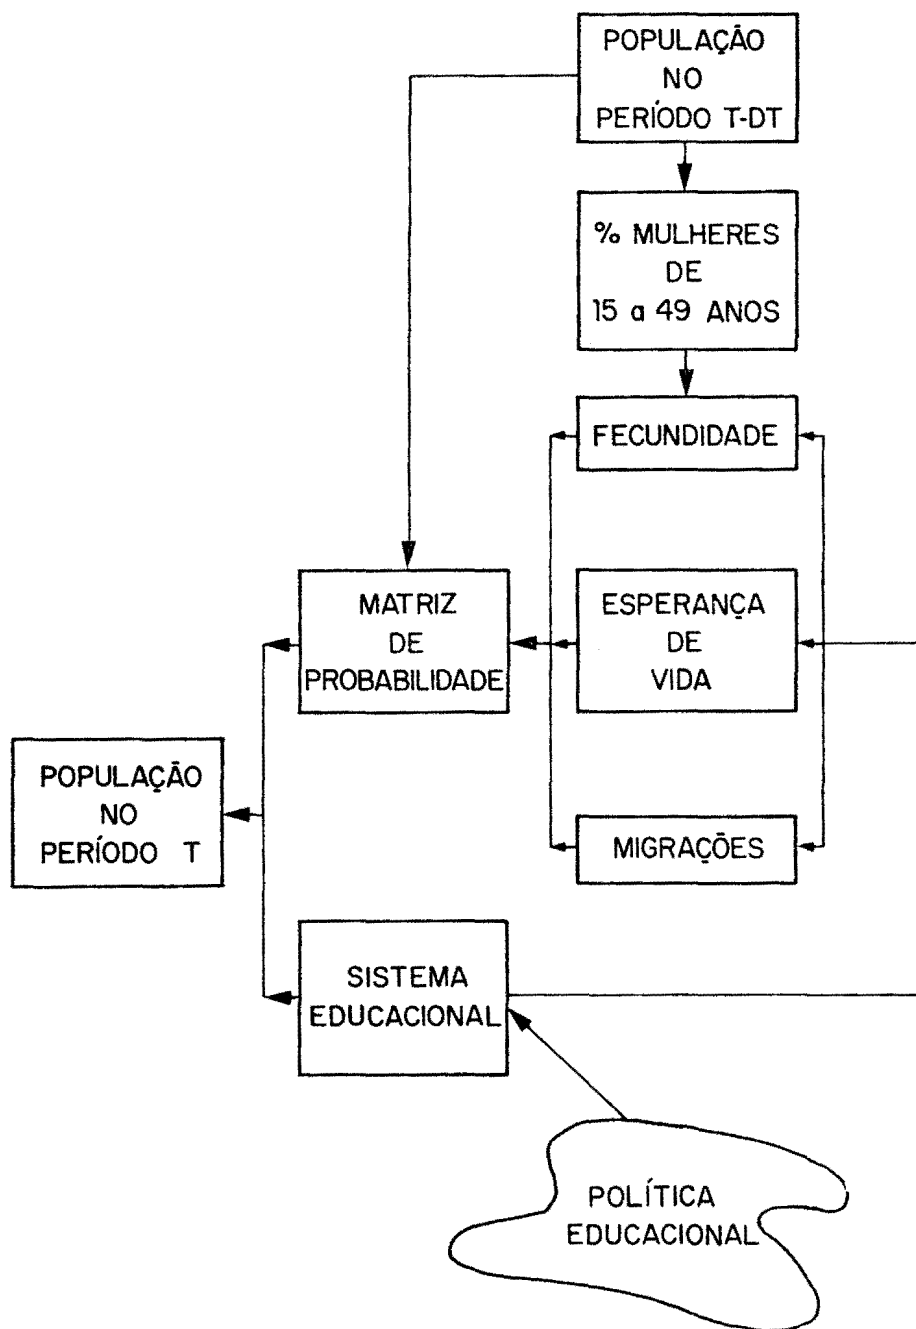 POPULAÇÃO
NO
PERÍODO T-DT
% MULHERES
DE
15 a 49 ANOS
FECUNDIDADE
MATRIZ
DE
PROBABILIDADE
ESPERANÇA
DE
VIDA
POPULAÇÃO
NO
PERÍODO T
MIGRAÇÕES
SISTEMA
EDUCACIONAL
POLÍTICA
EDUCACIONAL